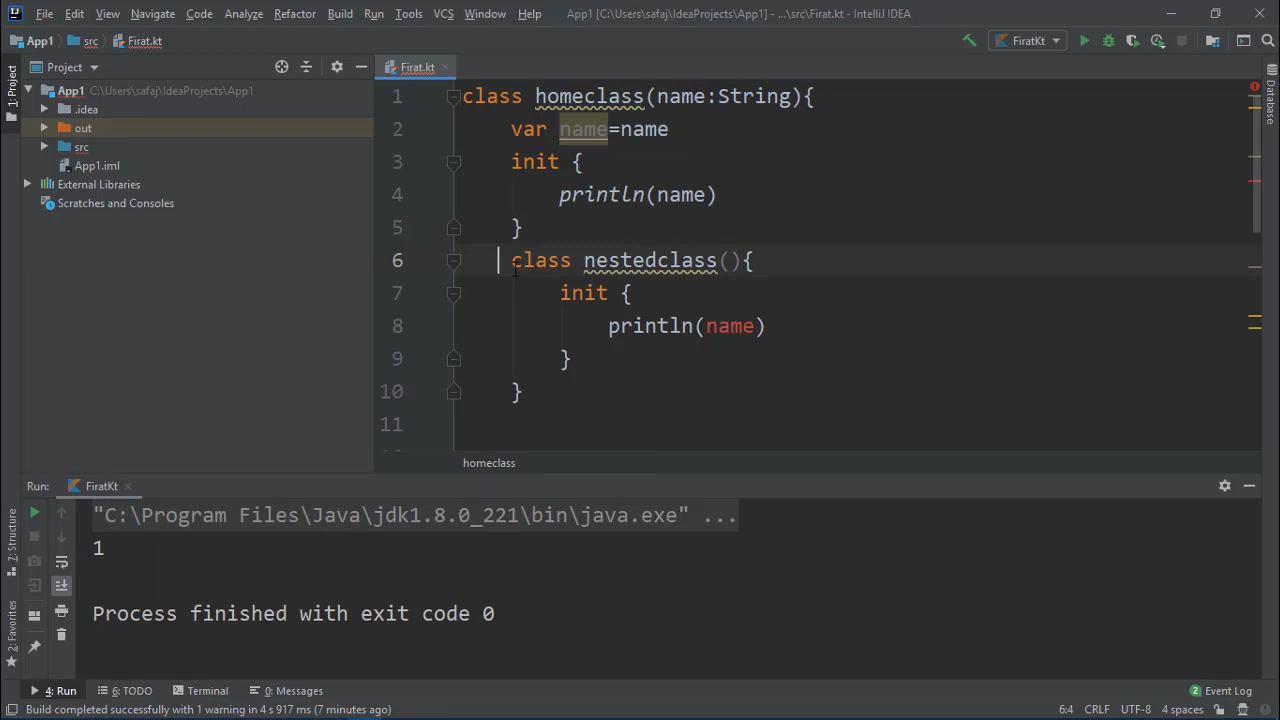 File Edit View Navigate Code Analyze Refactor Build Run Tools VCS Window Help App1 [C:\Users\safaj\IdeaProjects\App1] - ...\src\Firat.kt - IntelliJ IDEA
App1 src Firat.kt FiratKt
1: Project
Project
Firat.kt
Database
App1 C:\Users\safaj\IdeaProjects\App1
.idea
out
src
App1.iml
External Libraries
Scratches and Consoles
1 class homeclass(name:String){
2 var name=name
3 init {
4 println(name)
5 }
6 class nestedclass(){
7 init {
8 println(name)
9 }
10 }
11
homeclass
Run: FiratKt
"C:\Program Files\Java\jdk1.8.0_221\bin\java.exe" ...
1
Process finished with exit code 0
7: Structure
2: Favorites
4: Run 6: TODO Terminal 0: Messages 2 Event Log
Build completed successfully with 1 warning in 4 s 917 ms (7 minutes ago) 6:4 CRLF UTF-8 4 spaces